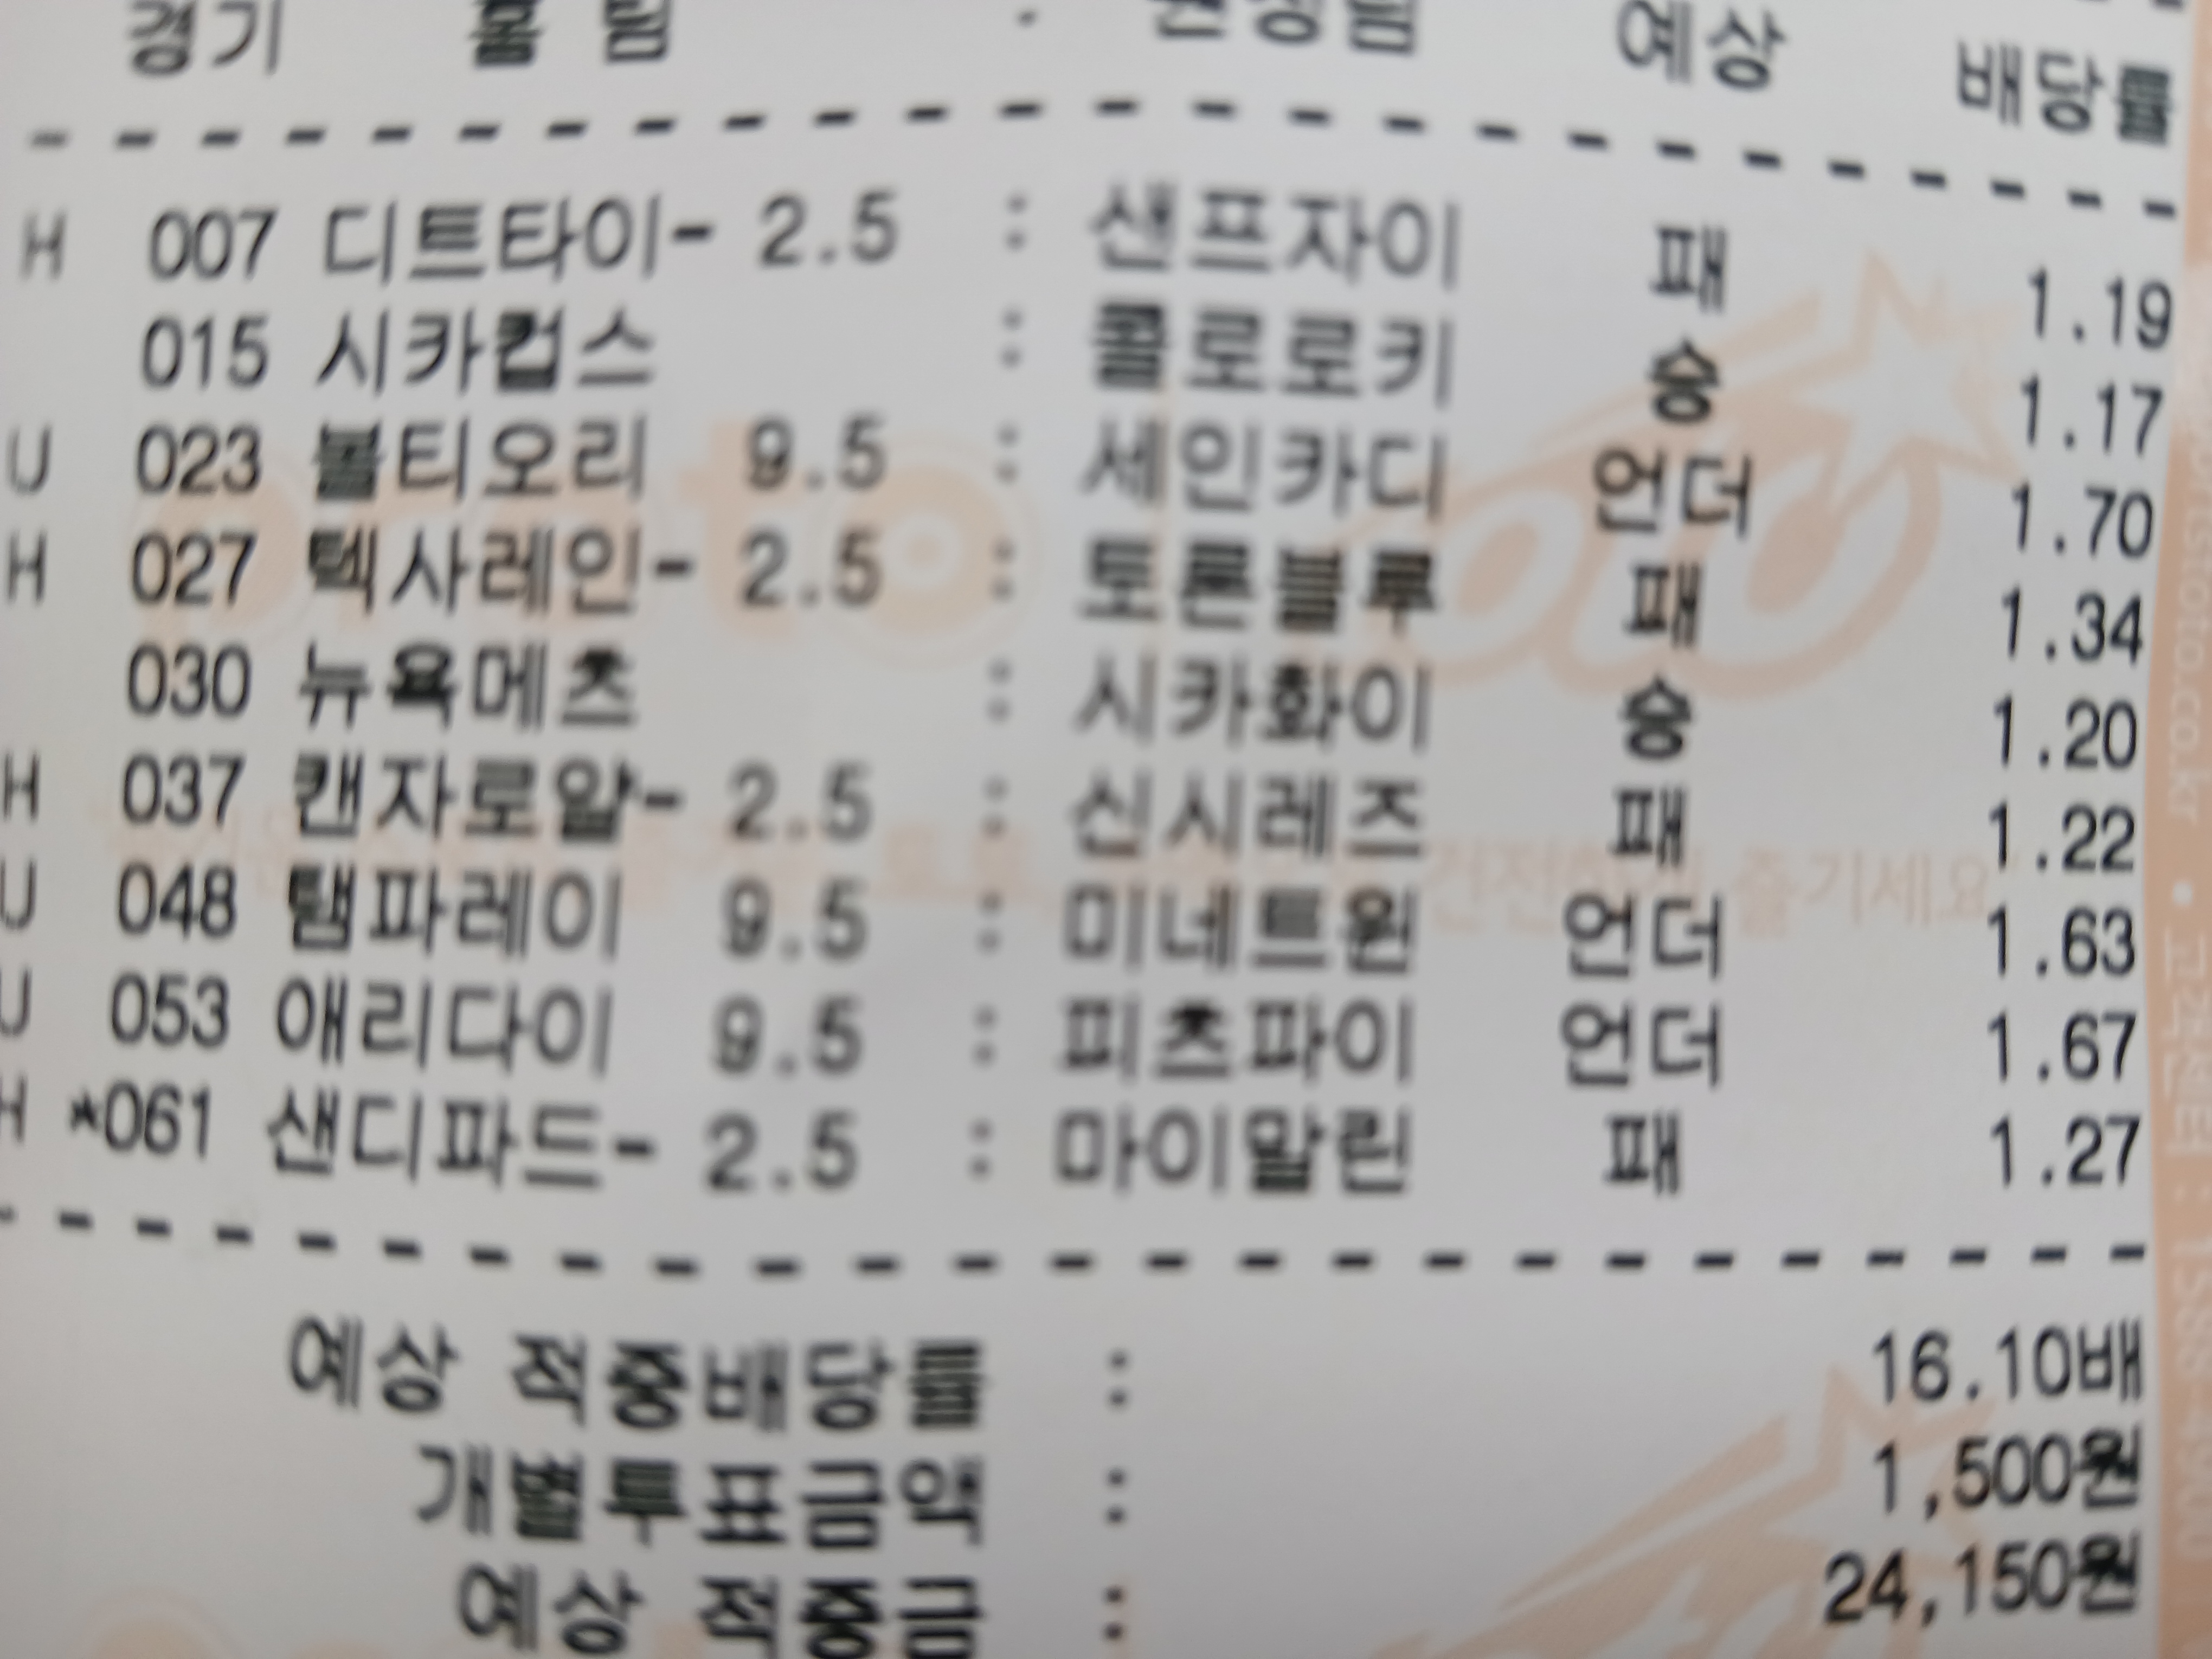 경기 홈 팀 : 원정팀 예상 배당률
H 007 디트타이- 2.5 : 샌프자이 패 1.19
015 시카컵스 : 콜로로키 승 1.17
U 023 볼티오리 9.5 : 세인카디 언더 1.70
H 027 텍사레인- 2.5 : 토론블루 패 1.34
030 뉴욕메츠 : 시카화이 승 1.20
H 037 캔자로얄- 2.5 : 신시레즈 패 1.22
U 048 탬파레이 9.5 : 미네트윈 언더 1.63
U 053 애리다이 9.5 : 피츠파이 언더 1.67
H *061 샌디파드- 2.5 : 마이말린 패 1.27
예상 적중배당률 : 16.10배
개별투표금액 : 1,500원
예상 적중금 : 24,150원
건전하게 즐기세요